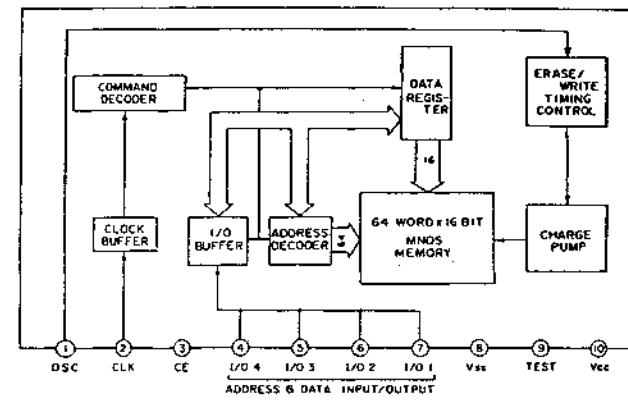 COMMAND
DECODER
DATA
REGIS-
TER
ERASE/
WRITE
TIMING
CONTROL
16
CLOCK
BUFFER
I/O
BUFFER
ADDRESS
DECODER
64
64 WORD x 16 BIT
MNOS
MEMORY
CHARGE
PUMP
1 2 3 4 5 6 7 8 9 10
OSC CLK CE I/O 4 I/O 3 I/O 2 I/O 1 Vss TEST Vcc
ADDRESS & DATA INPUT/OUTPUT